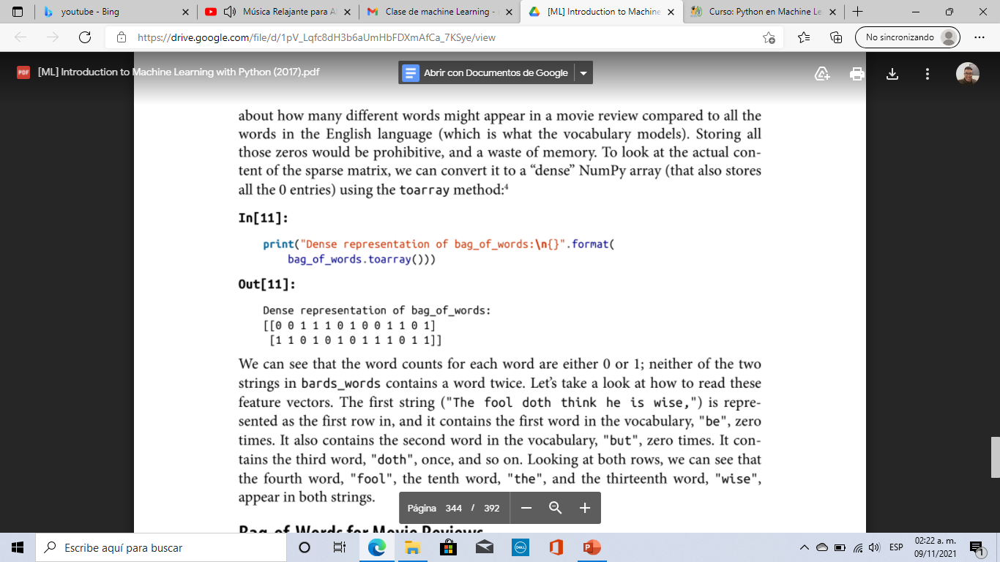 youtube - Bing
Música Relajante para Al
Clase de machine Learning -
[ML] Introduction to Machine
Curso: Python en Machine Le
https://drive.google.com/file/d/1pV_Lqfc8dH3b6aUmHbFDXmAfCa_7KSye/view
No sincronizando
PDF
[ML] Introduction to Machine Learning with Python (2017).pdf
Abrir con Documentos de Google
about how many different words might appear in a movie review compared to all the
words in the English language (which is what the vocabulary models). Storing all
those zeros would be prohibitive, and a waste of memory. To look at the actual con-
tent of the sparse matrix, we can convert it to a “dense” NumPy array (that also stores
all the 0 entries) using the toarray method:4
In[11]:
print("Dense representation of bag_of_words:\n{}".format(
bag_of_words.toarray()))
Out[11]:
Dense representation of bag_of_words:
[[0 0 1 1 1 0 1 0 0 1 1 0 1]
[1 1 0 1 0 1 0 1 1 1 0 1 1]]
We can see that the word counts for each word are either 0 or 1; neither of the two
strings in bards_words contains a word twice. Let’s take a look at how to read these
feature vectors. The first string ("The fool doth think he is wise,") is repre-
sented as the first row in, and it contains the first word in the vocabulary, "be", zero
times. It also contains the second word in the vocabulary, "but", zero times. It con-
tains the third word, "doth", once, and so on. Looking at both rows, we can see that
the fourth word, "fool", the tenth word, "the", and the thirteenth word, "wise",
appear in both strings.
Página 344 / 392
Bag-of-Words for Movie Reviews
Escribe aquí para buscar
DELL
ESP
02:22 a. m.
09/11/2021
1